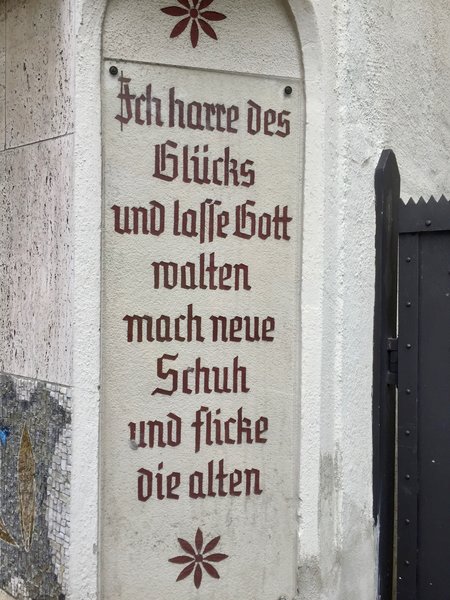 Ich harre des
Glücks
und laſſe Gott
walten
mach neue
Schuh
und flicke
die alten